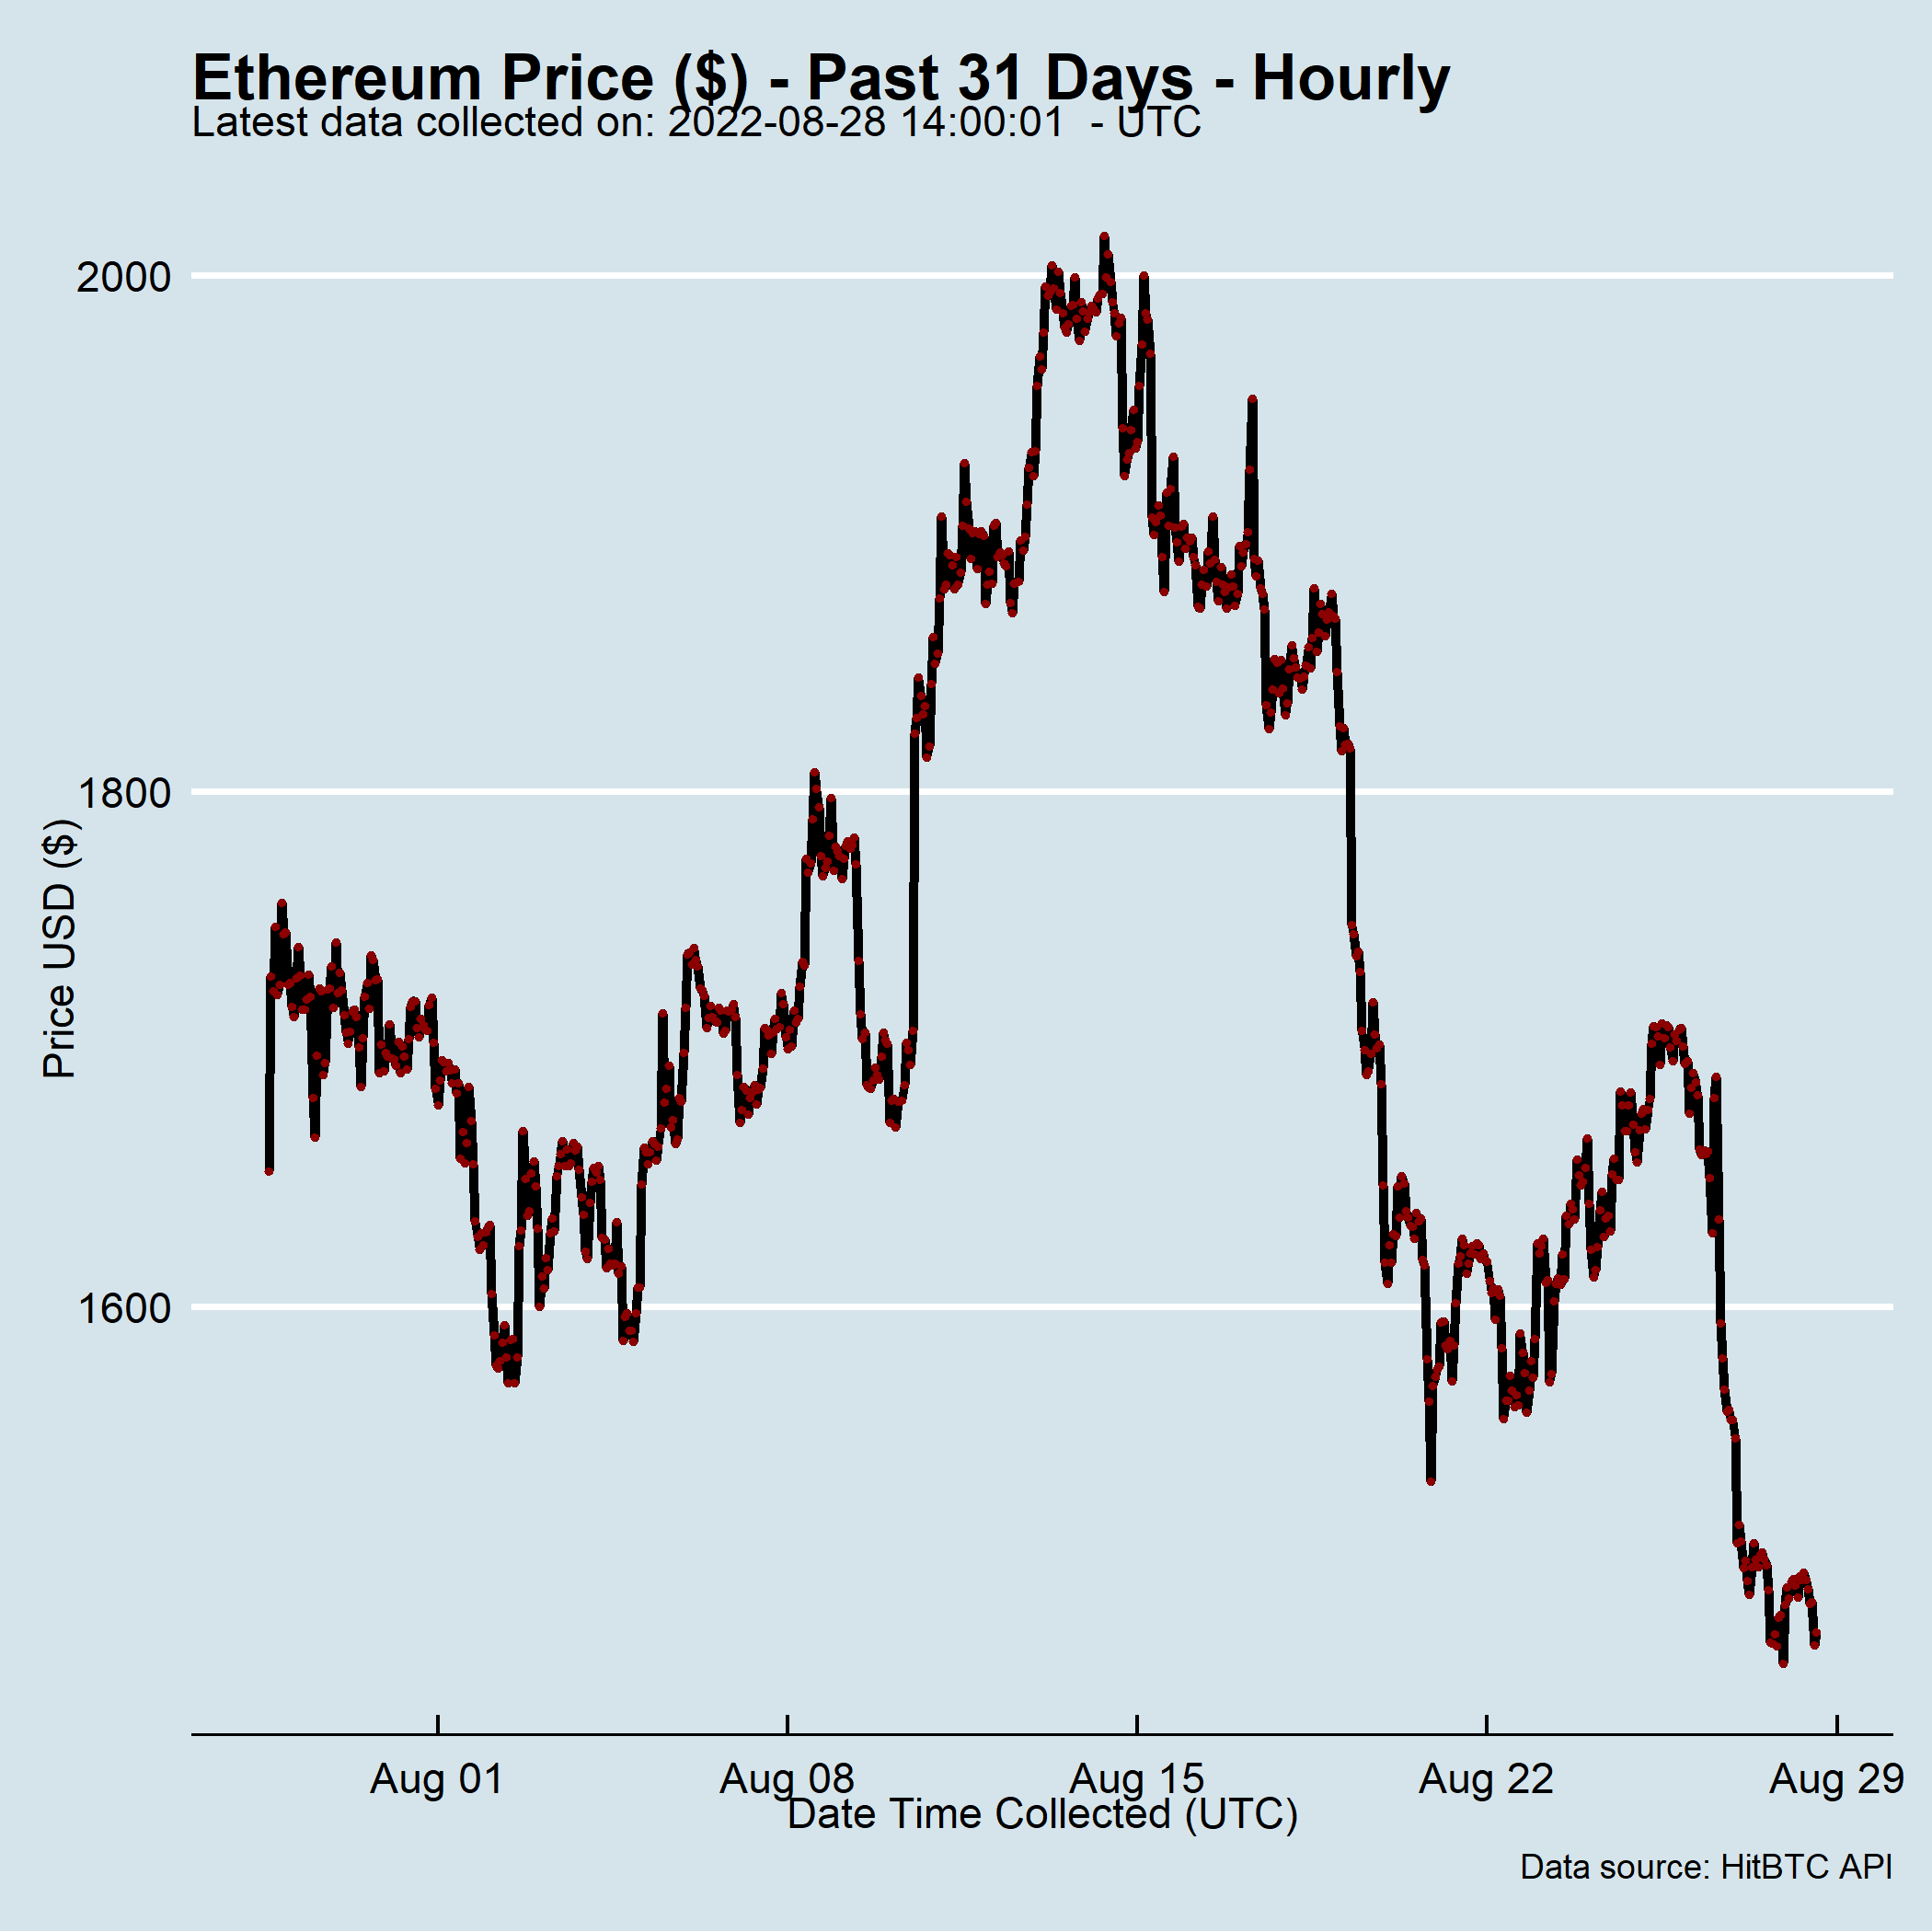 Ethereum Price ($) - Past 31 Days - Hourly
Latest data collected on: 2022-08-28 14:00:01  - UTC
2000
1800
1600
Price USD ($)
Aug 01 Aug 08 Aug 15 Aug 22 Aug 29
Date Time Collected (UTC)
Data source: HitBTC API